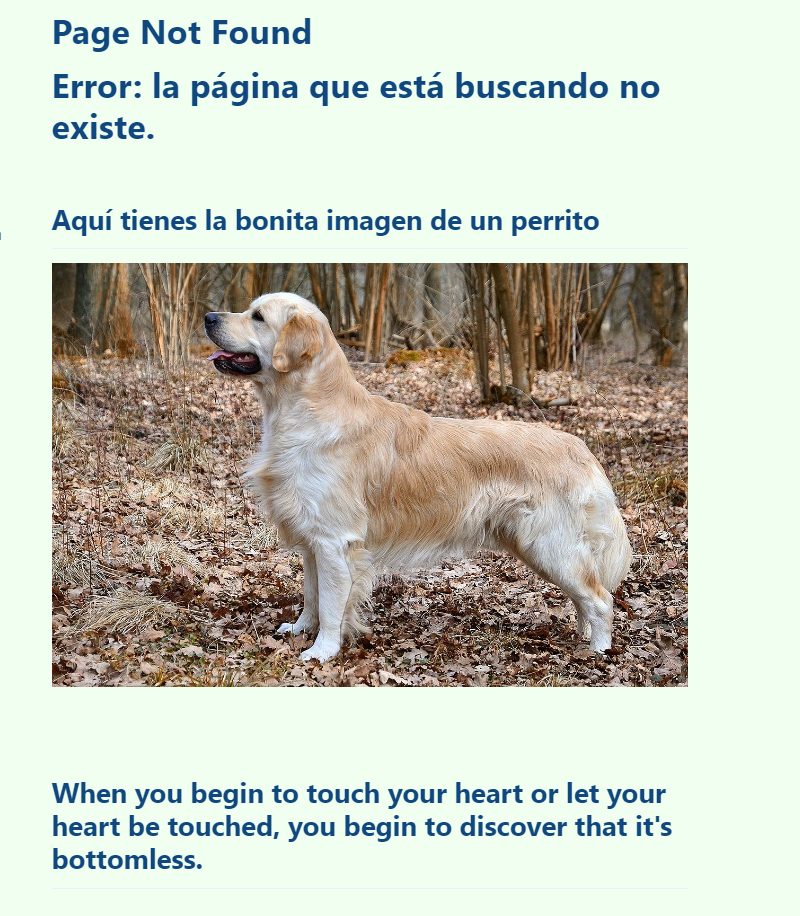 Page Not Found
Error: la página que está buscando no
existe.
Aquí tienes la bonita imagen de un perrito
When you begin to touch your heart or let your
heart be touched, you begin to discover that it's
bottomless.